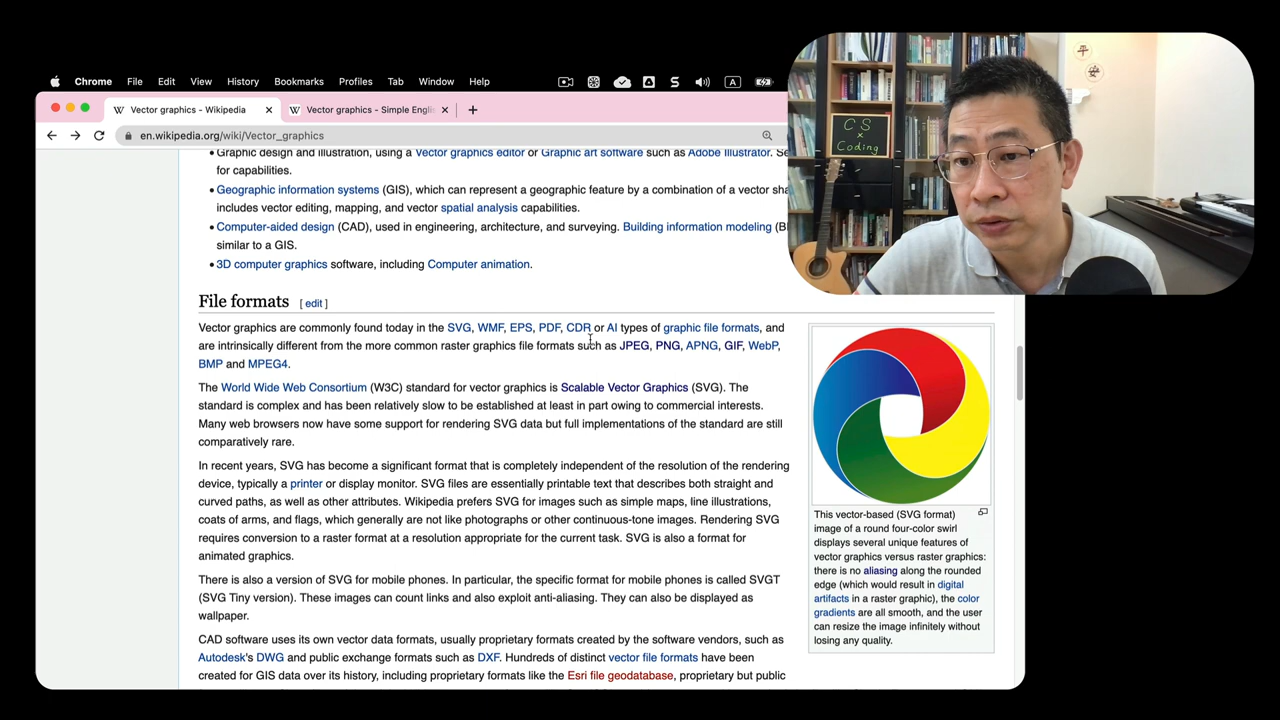 Chrome File Edit View History Bookmarks Profiles Tab Window Help
Vector graphics - Wikipedia
Vector graphics - Simple Engli
en.wikipedia.org/wiki/Vector_graphics
• Graphic design and illustration, using a Vector graphics editor or Graphic art software such as Adobe Illustrator.
for capabilities.
• Geographic information systems (GIS), which can represent a geographic feature by a combination of a vector
includes vector editing, mapping, and vector spatial analysis capabilities.
• Computer-aided design (CAD), used in engineering, architecture, and surveying. Building information modeling
similar to a GIS.
• 3D computer graphics software, including Computer animation.
File formats [ edit ]
Vector graphics are commonly found today in the SVG, WMF, EPS, PDF, CDR or AI types of graphic file formats, and
are intrinsically different from the more common raster graphics file formats such as JPEG, PNG, APNG, GIF, WebP,
BMP and MPEG4.
The World Wide Web Consortium (W3C) standard for vector graphics is Scalable Vector Graphics (SVG). The
standard is complex and has been relatively slow to be established at least in part owing to commercial interests.
Many web browsers now have some support for rendering SVG data but full implementations of the standard are still
comparatively rare.
In recent years, SVG has become a significant format that is completely independent of the resolution of the rendering
device, typically a printer or display monitor. SVG files are essentially printable text that describes both straight and
curved paths, as well as other attributes. Wikipedia prefers SVG for images such as simple maps, line illustrations,
coats of arms, and flags, which generally are not like photographs or other continuous-tone images. Rendering SVG
requires conversion to a raster format at a resolution appropriate for the current task. SVG is also a format for
animated graphics.
There is also a version of SVG for mobile phones. In particular, the specific format for mobile phones is called SVGT
(SVG Tiny version). These images can count links and also exploit anti-aliasing. They can also be displayed as
wallpaper.
CAD software uses its own vector data formats, usually proprietary formats created by the software vendors, such as
Autodesk's DWG and public exchange formats such as DXF. Hundreds of distinct vector file formats have been
created for GIS data over its history, including proprietary formats like the Esri file geodatabase, proprietary but public
This vector-based (SVG format)
image of a round four-color swirl
displays several unique features of
vector graphics versus raster graphics:
there is no aliasing along the rounded
edge (which would result in digital
artifacts in a raster graphic), the color
gradients are all smooth, and the user
can resize the image infinitely without
losing any quality.
CS
×
Coding
平
安